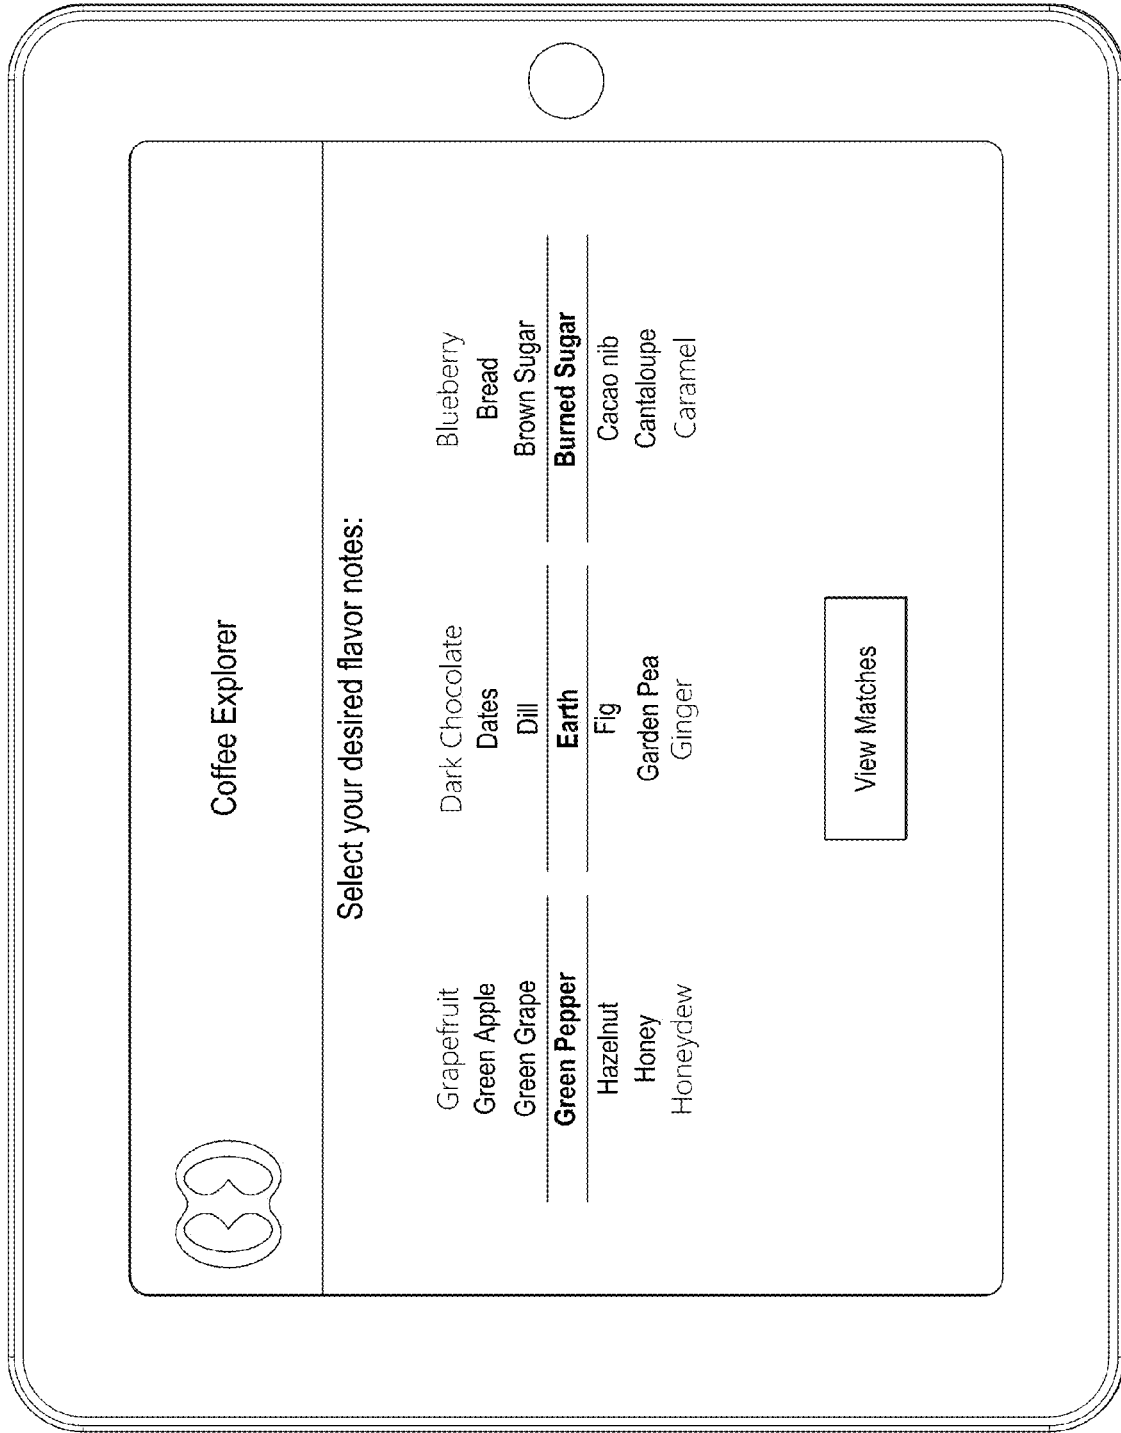 Coffee Explorer
Select your desired flavor notes:
Grapefruit
Green Apple
Green Grape
Green Pepper
Hazelnut
Honey
Honeydew
Dark Chocolate
Dates
Dill
Earth
Fig
Garden Pea
Ginger
Blueberry
Bread
Brown Sugar
Burned Sugar
Cacao nib
Cantaloupe
Caramel
View Matches